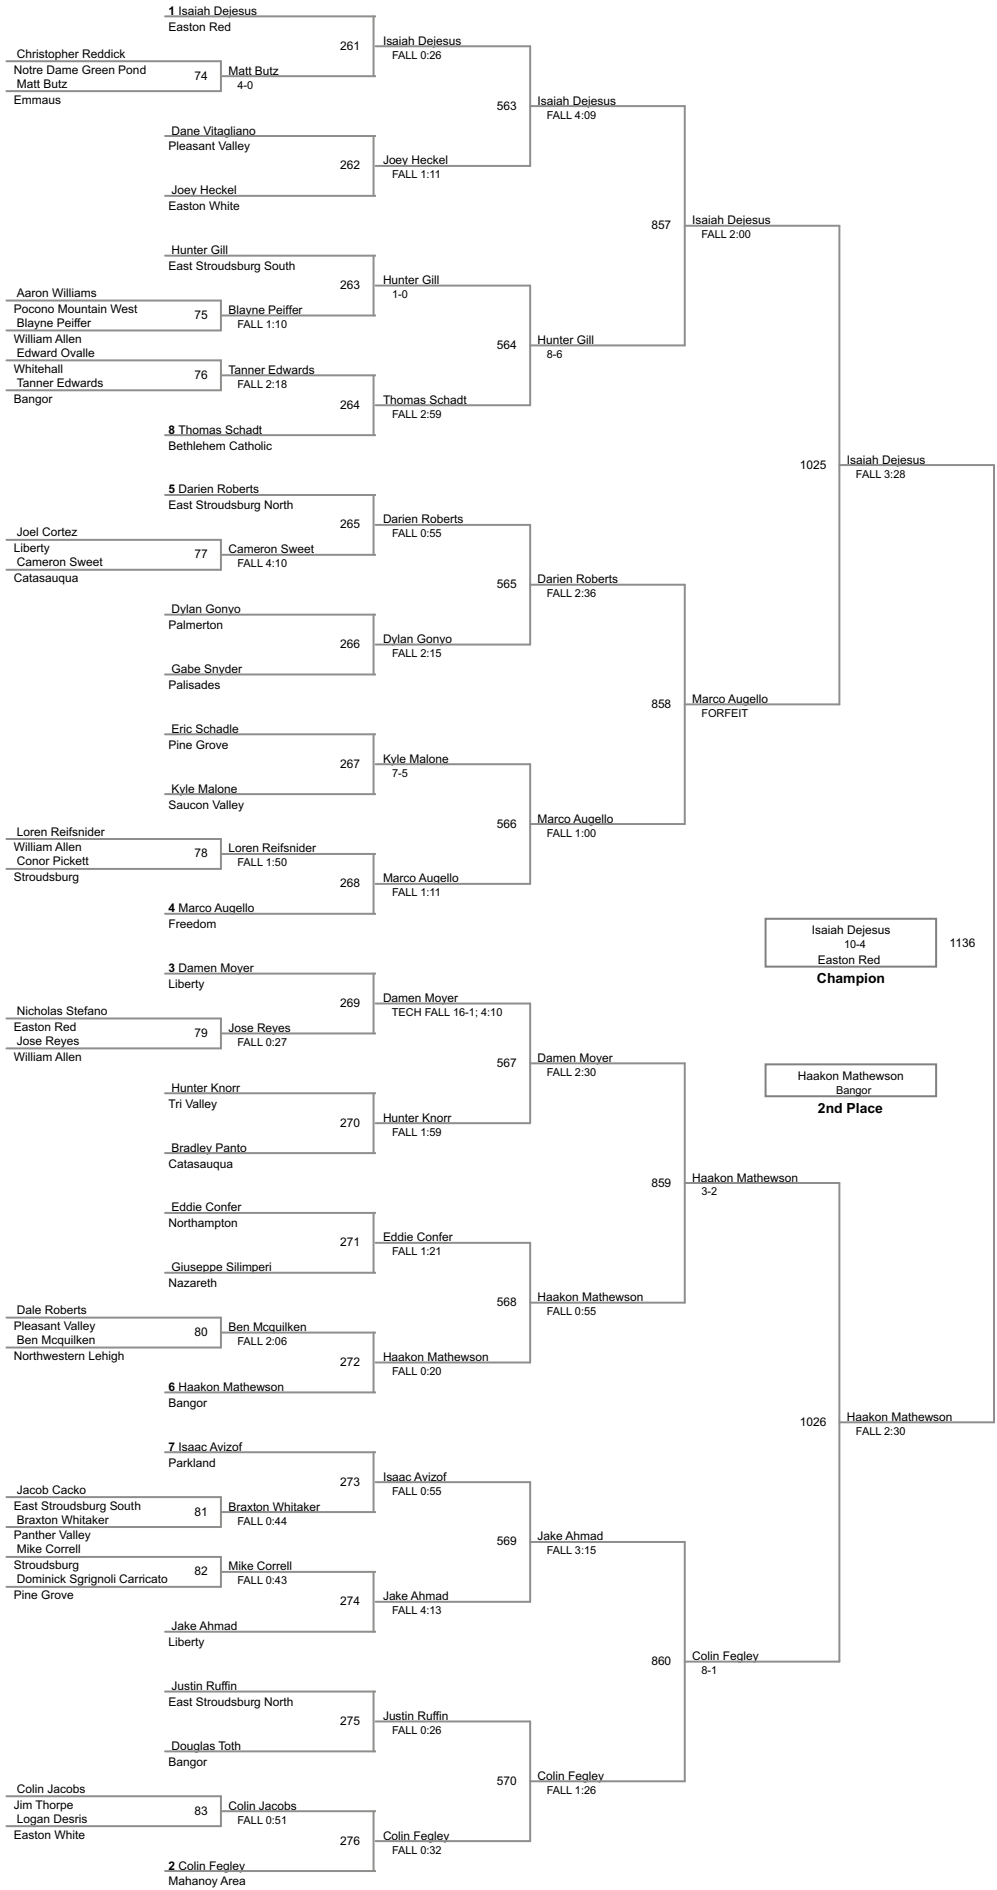 1 Isaiah Dejesus
Easton Red
261
Isaiah Dejesus
FALL 0:26
Christopher Reddick
Notre Dame Green Pond
74
Matt Butz
4-0
Matt Butz
Emmaus
563
Isaiah Dejesus
FALL 4:09
Dane Vitagliano
Pleasant Valley
262
Joey Heckel
FALL 1:11
Joey Heckel
Easton White
857
Isaiah Dejesus
FALL 2:00
Hunter Gill
East Stroudsburg South
263
Hunter Gill
1-0
Aaron Williams
Pocono Mountain West
75
Blayne Peiffer
FALL 1:10
Blayne Peiffer
William Allen
564
Hunter Gill
8-6
Edward Ovalle
Whitehall
76
Tanner Edwards
FALL 2:18
Tanner Edwards
Bangor
264
Thomas Schadt
FALL 2:59
8 Thomas Schadt
Bethlehem Catholic
1025
Isaiah Dejesus
FALL 3:28
5 Darien Roberts
East Stroudsburg North
265
Darien Roberts
FALL 0:55
Joel Cortez
Liberty
77
Cameron Sweet
FALL 4:10
Cameron Sweet
Catasauqua
565
Darien Roberts
FALL 2:36
Dylan Gonyo
Palmerton
266
Dylan Gonyo
FALL 2:15
Gabe Snyder
Palisades
858
Marco Augello
FORFEIT
Eric Schadle
Pine Grove
267
Kyle Malone
7-5
Kyle Malone
Saucon Valley
566
Marco Augello
FALL 1:00
Loren Reifsnider
William Allen
78
Loren Reifsnider
FALL 1:50
Conor Pickett
Stroudsburg
268
Marco Augello
FALL 1:11
4 Marco Augello
Freedom
Isaiah Dejesus
10-4
Easton Red
1136
Champion
3 Damen Moyer
Liberty
269
Damen Moyer
TECH FALL 16-1; 4:10
Nicholas Stefano
Easton Red
79
Jose Reyes
FALL 0:27
Jose Reyes
William Allen
567
Damen Moyer
FALL 2:30
Haakon Mathewson
Bangor
2nd Place
Hunter Knorr
Tri Valley
270
Hunter Knorr
FALL 1:59
Bradley Panto
Catasauqua
859
Haakon Mathewson
3-2
Eddie Confer
Northampton
271
Eddie Confer
FALL 1:21
Giuseppe Silimperi
Nazareth
568
Haakon Mathewson
FALL 0:55
Dale Roberts
Pleasant Valley
80
Ben Mcquilken
FALL 2:06
Ben Mcquilken
Northwestern Lehigh
272
Haakon Mathewson
FALL 0:20
6 Haakon Mathewson
Bangor
1026
Haakon Mathewson
FALL 2:30
7 Isaac Avizof
Parkland
273
Isaac Avizof
FALL 0:55
Jacob Cacko
East Stroudsburg South
81
Braxton Whitaker
FALL 0:44
Braxton Whitaker
Panther Valley
569
Jake Ahmad
FALL 3:15
Mike Correll
Stroudsburg
82
Mike Correll
FALL 0:43
Dominick Sgrignoli Carricato
Pine Grove
274
Jake Ahmad
FALL 4:13
Jake Ahmad
Liberty
860
Colin Fegley
8-1
Justin Ruffin
East Stroudsburg North
275
Justin Ruffin
FALL 0:26
Douglas Toth
Bangor
570
Colin Fegley
FALL 1:26
Colin Jacobs
Jim Thorpe
83
Colin Jacobs
FALL 0:51
Logan Desris
Easton White
276
Colin Fegley
FALL 0:32
2 Colin Fegley
Mahanoy Area